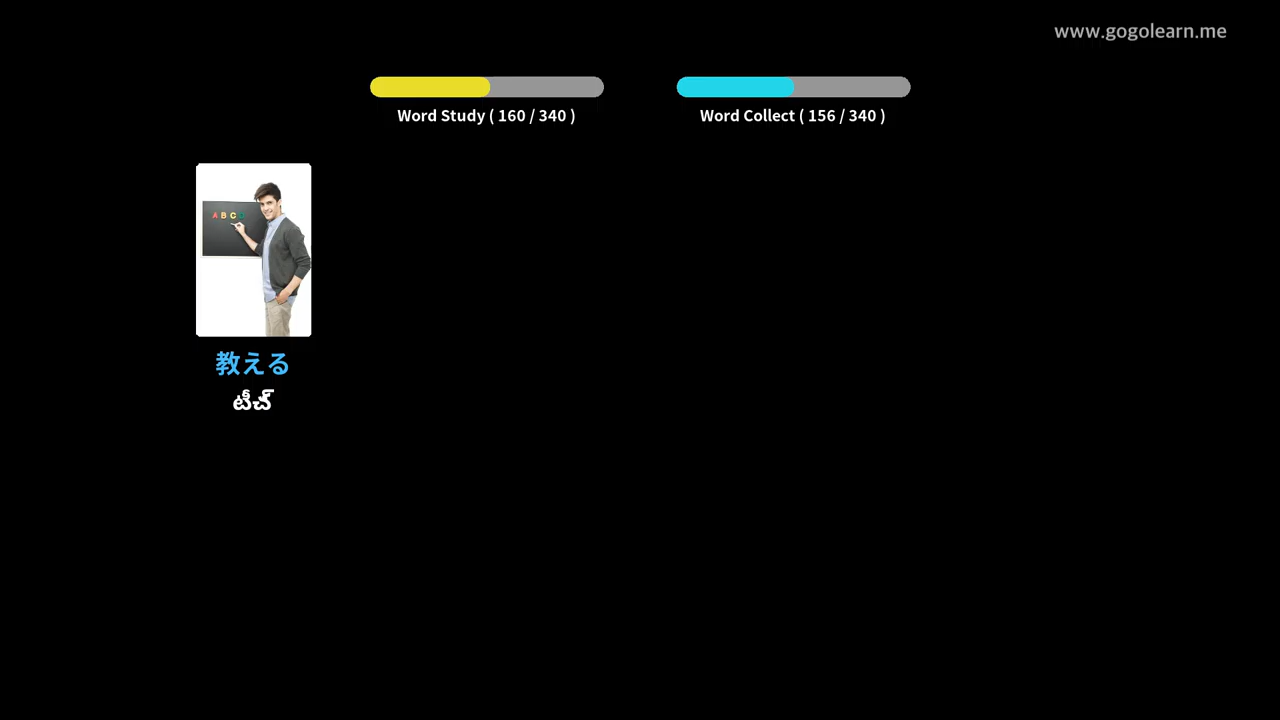 www.gogolearn.me
Word Study ( 160 / 340 )
Word Collect ( 156 / 340 )
A B C D
教える
టీచ్